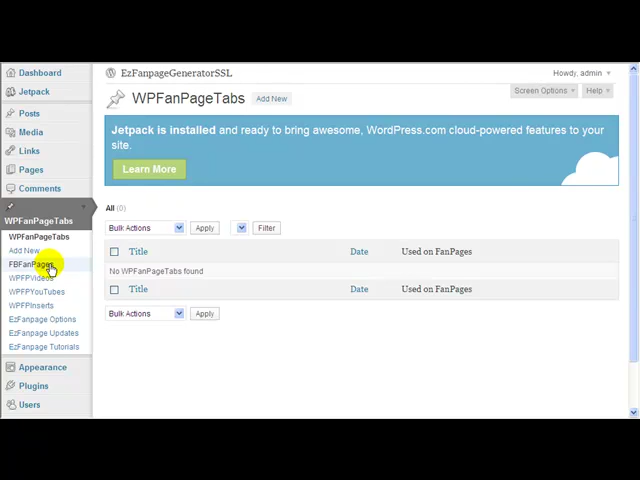 EzFanpageGeneratorSSL
Howdy, admin
Dashboard
Jetpack
Posts
Media
Links
Pages
Comments
WPFanPageTabs
WPFanPageTabs
Add New
FBFanPages
WPFPVideos
WPFPYouTubes
WPFPInserts
EzFanpage Options
EzFanpage Updates
EzFanpage Tutorials
Appearance
Plugins
Users
Screen Options
Help
WPFanPageTabs Add New
Jetpack is installed and ready to bring awesome, WordPress.com cloud-powered features to your
site.
Learn More
All (0)
Bulk Actions Apply Filter
Title Date Used on FanPages
No WPFanPageTabs found
Title Date Used on FanPages
Bulk Actions Apply